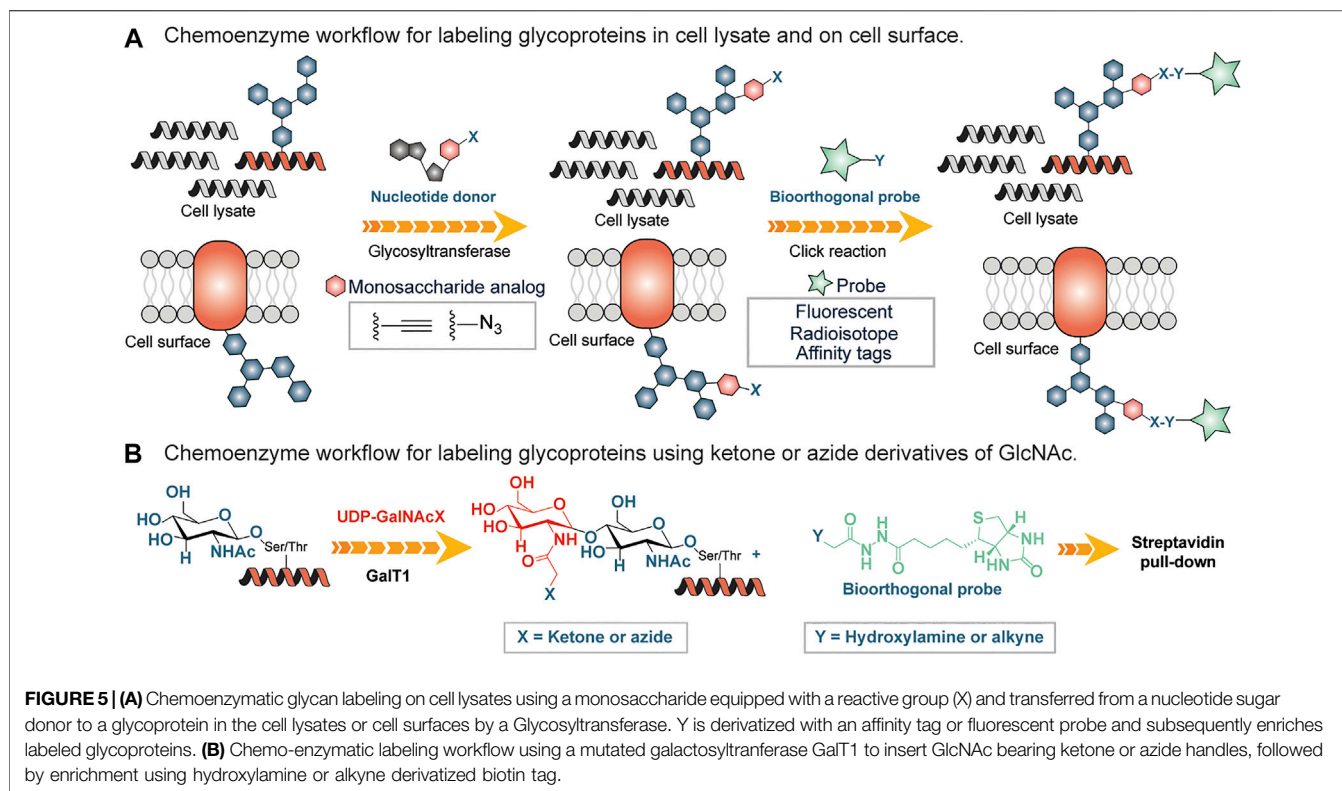 A Chemoenzyme workflow for labeling glycoproteins in cell lysate and on cell surface.
Cell lysate
Cell surface
X
Nucleotide donor
Glycosyltransferase
Monosaccharide analog
N3
X
Cell lysate
Cell surface
X
Y
Bioorthogonal probe
Click reaction
Probe
Fluorescent
Radioisotope
Affinity tags
X-Y
Cell lysate
Cell surface
X-Y
B Chemoenzyme workflow for labeling glycoproteins using ketone or azide derivatives of GlcNAc.
OH
HO
HO
O
O
NHAc
H
Ser/Thr
UDP-GalNAcX
GalT1
OH
HO
HO
O
H
NH
O
X
OH
O
O
HO
O
NHAc
H
Ser/Thr
+
X = Ketone or azide
Y
O
H
N
N
H
O
S
H
H
NH
HN
O
Bioorthogonal probe
Y = Hydroxylamine or alkyne
Streptavidin
pull-down
FIGURE 5 | (A) Chemoenzymatic glycan labeling on cell lysates using a monosaccharide equipped with a reactive group (X) and transferred from a nucleotide sugar
donor to a glycoprotein in the cell lysates or cell surfaces by a Glycosyltransferase. Y is derivatized with an affinity tag or fluorescent probe and subsequently enriches
labeled glycoproteins. (B) Chemo-enzymatic labeling workflow using a mutated galactosyltranferase GalT1 to insert GlcNAc bearing ketone or azide handles, followed
by enrichment using hydroxylamine or alkyne derivatized biotin tag.